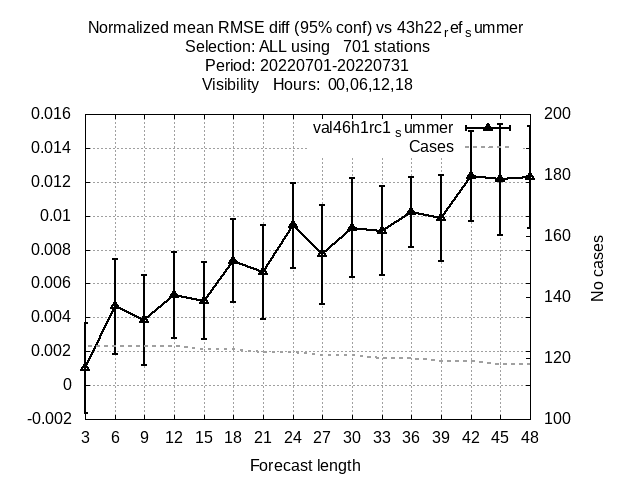 Normalized mean RMSE diff (95% conf) vs 43h22refsummer
Selection: ALL using 701 stations
Period: 20220701-20220731
Visibility Hours: 00,06,12,18
val46h1rc1summer
Cases
0.016
0.014
0.012
0.01
0.008
0.006
0.004
0.002
0
-0.002
200
180
160
140
120
100
No cases
3 6 9 12 15 18 21 24 27 30 33 36 39 42 45 48
Forecast length